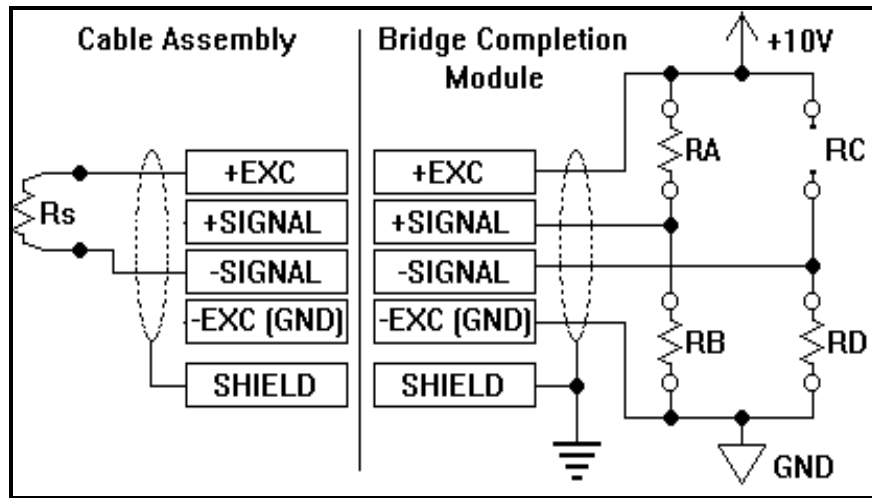 Cable Assembly
Bridge Completion
Module
+10V
+EXC
+SIGNAL
-SIGNAL
-EXC (GND)
SHIELD
Rs
+EXC
+SIGNAL
-SIGNAL
-EXC (GND)
SHIELD
RA
RC
RB
RD
GND